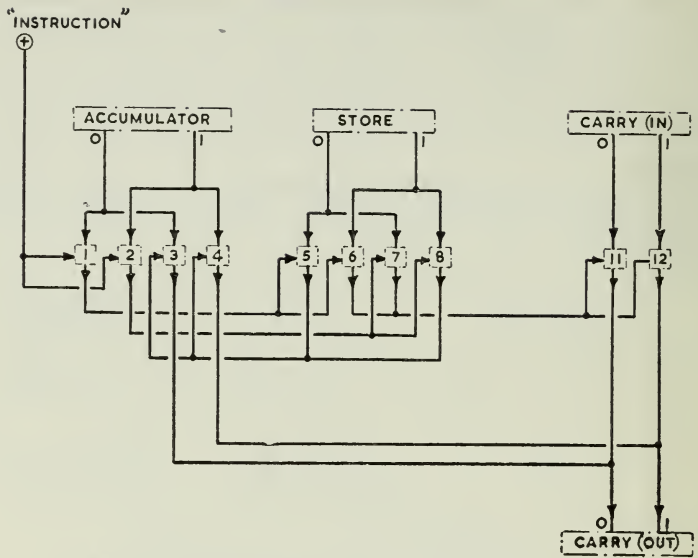 "INSTRUCTION"
+
ACCUMULATOR
STORE
CARRY (IN)
0 1
0 1
0 1
1 2 3 4
5 6 7 8
11 12
0 1
CARRY (OUT)